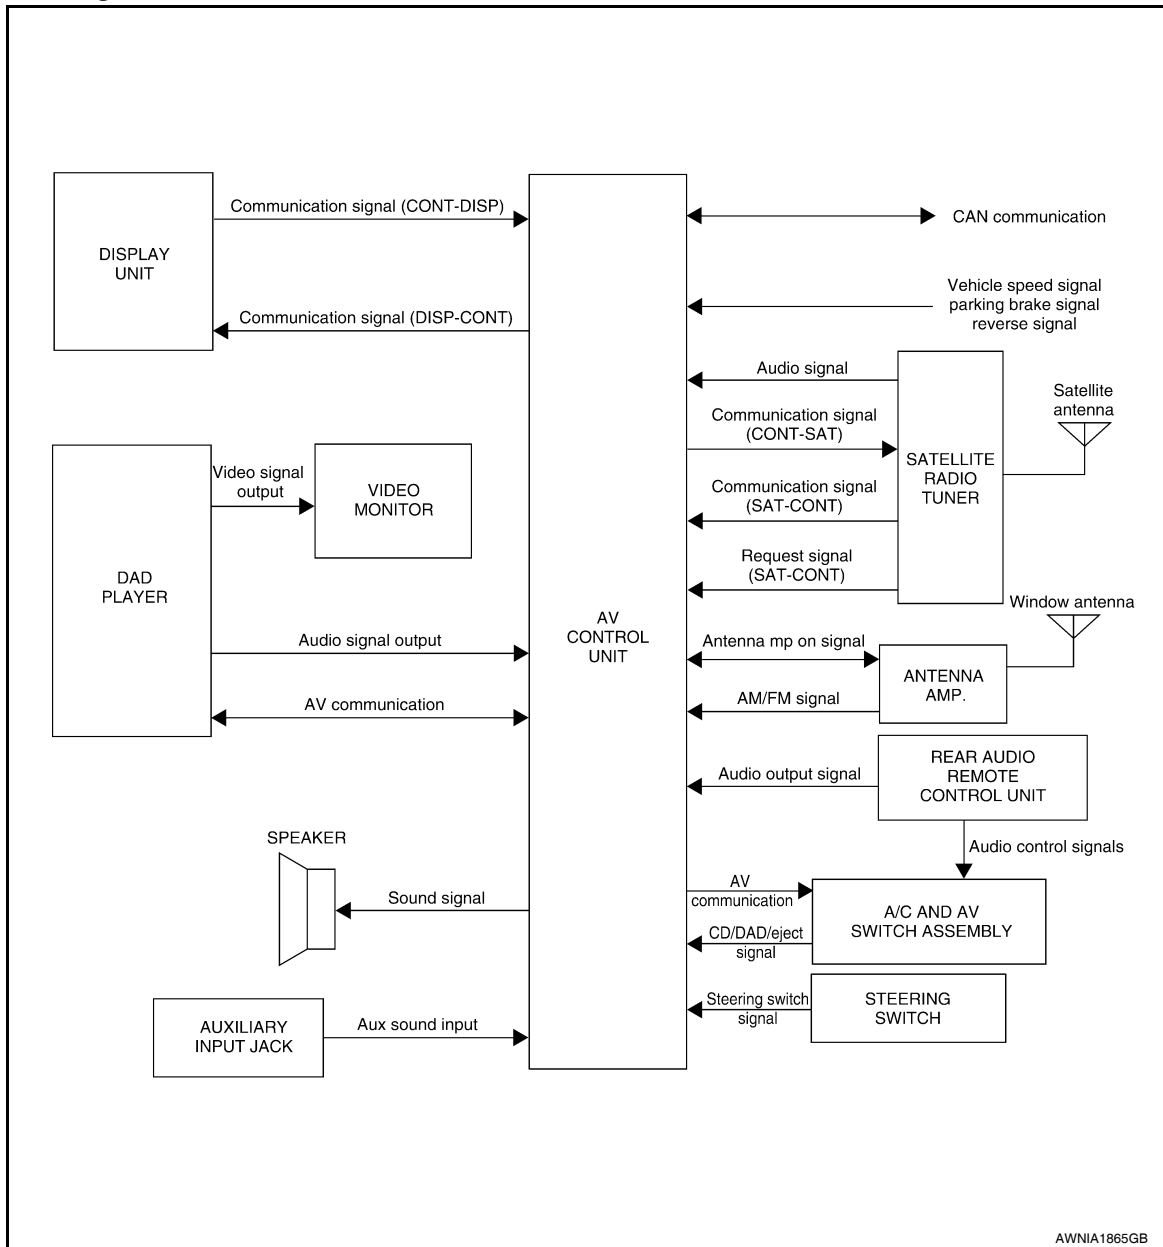 Communication signal (CONT-DISP)
DISPLAY
UNIT
Communication signal (DISP-CONT)
CAN communication
Vehicle speed signal
parking brake signal
reverse signal
Audio signal
Communication signal
(CONT-SAT)
Communication signal
(SAT-CONT)
Request signal
(SAT-CONT)
SATELLITE
RADIO
TUNER
Satellite
antenna
Video signal
output
VIDEO
MONITOR
DAD
PLAYER
Audio signal output
AV communication
AV
CONTROL
UNIT
Window antenna
Antenna mp on signal
AM/FM signal
ANTENNA
AMP.
Audio output signal
REAR AUDIO
REMOTE
CONTROL UNIT
Audio control signals
SPEAKER
Sound signal
AV
communication
CD/DAD/eject
signal
A/C AND AV
SWITCH ASSEMBLY
Steering switch
signal
STEERING
SWITCH
AUXILIARY
INPUT JACK
Aux sound input
AWNIA1865GB